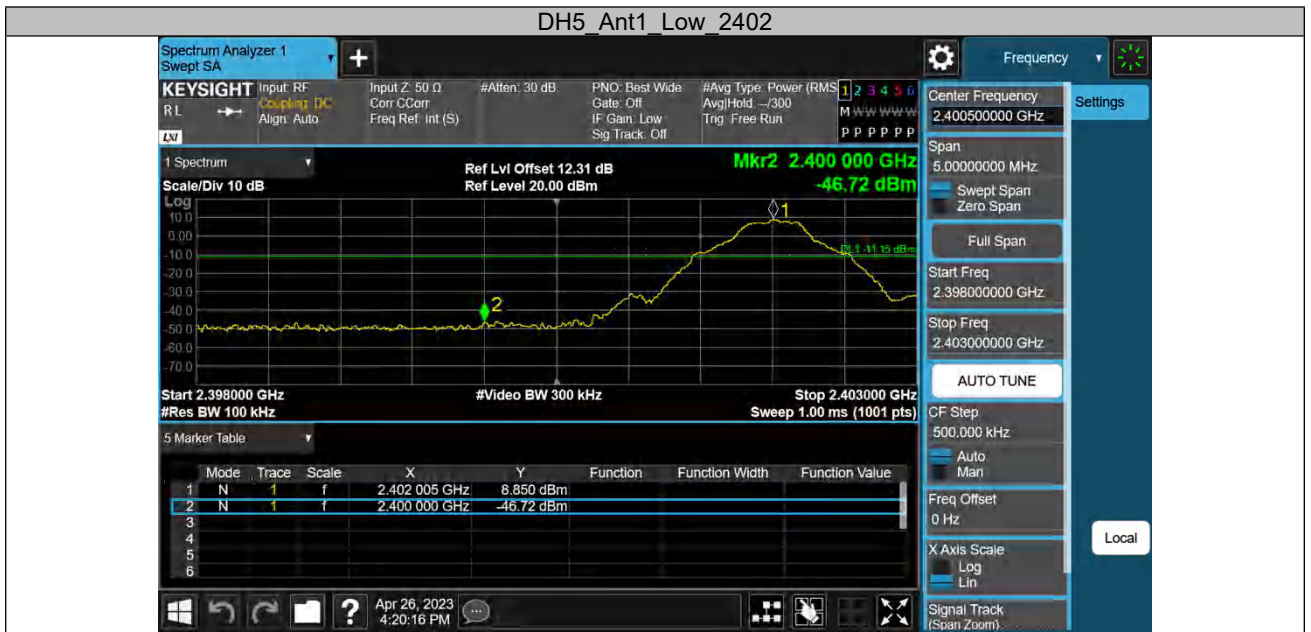 DH5_Ant1_Low_2402
Spectrum Analyzer 1
Swept SA
Frequency
KEYSIGHT
R L
LXI
Input: RF
Coupling: DC
Align: Auto
Input Z: 50 Ω
Corr CCorr
Freq Ref: Int (S)
#Atten: 30 dB
PNO: Best Wide
Gate: Off
IF Gain: Low
Sig Track: Off
#Avg Type: Power (RMS
Avg|Hold: --/300
Trig: Free Run
1 2 3 4 5 6
M W W W W W
P P P P P P
Center Frequency
2.400500000 GHz
Settings
1 Spectrum
Ref Lvl Offset 12.31 dB
Mkr2 2.400 000 GHz
Scale/Div 10 dB
Ref Level 20.00 dBm
-46.72 dBm
Log
10.0
0.00
-10.0
-20.0
-30.0
-40.0
-50.0
-60.0
-70.0
1
DL1 -11.15 dBm
2
Start 2.398000 GHz
#Video BW 300 kHz
Stop 2.403000 GHz
#Res BW 100 kHz
Sweep 1.00 ms (1001 pts)
Span
5.00000000 MHz
Swept Span
Zero Span
Full Span
Start Freq
2.398000000 GHz
Stop Freq
2.403000000 GHz
AUTO TUNE
CF Step
500.000 kHz
Auto
Man
Freq Offset
0 Hz
X Axis Scale
Log
Lin
Signal Track
(Span Zoom)
Local
5 Marker Table
Mode Trace Scale X Y Function Function Width Function Value
1 N 1 f 2.402 005 GHz 8.850 dBm
2 N 1 f 2.400 000 GHz -46.72 dBm
3
4
5
6
?
Apr 26, 2023
4:20:16 PM